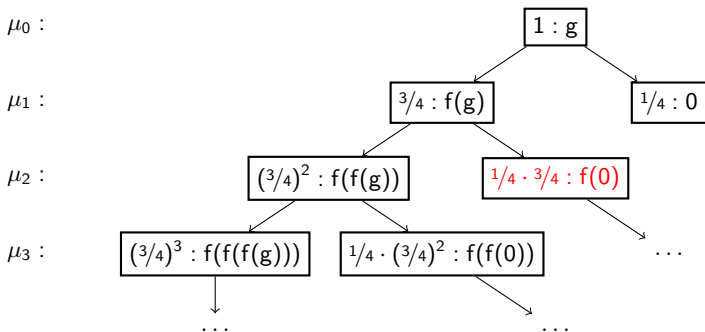 μ₀ : 1 : g
μ₁ : ³/₄ : f(g) ¹/₄ : 0
μ₂ : (³/₄)² : f(f(g)) ¹/₄ · ³/₄ : f(0)
μ₃ : (³/₄)³ : f(f(f(g))) ¹/₄ · (³/₄)² : f(f(0)) ...
... ...